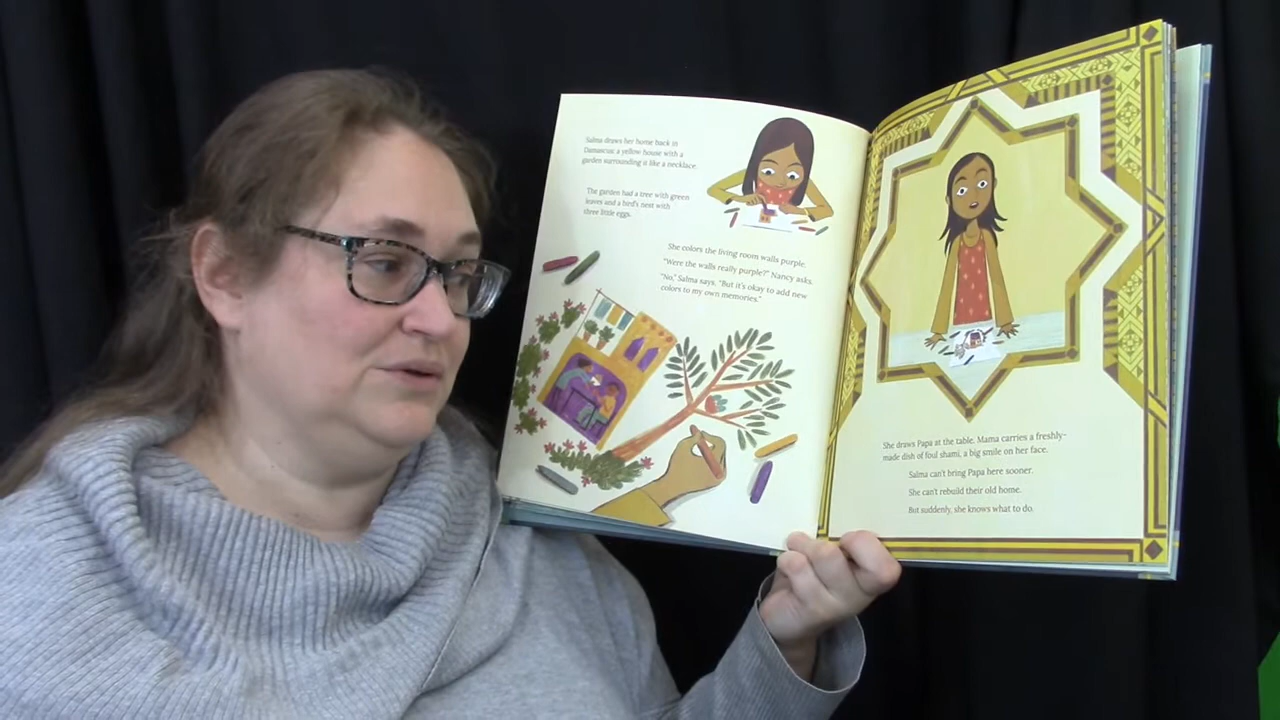 Salma draws her home back in
Damascus: a yellow house with a
garden surrounding it like a necklace.
The garden had a tree with green
leaves and a bird's nest with
three little eggs.
She colors the living room walls purple.
"Were the walls really purple?" Nancy asks.
"No," Salma says. "But it's okay to add new
colors to my own memories."
She draws Papa at the table. Mama carries a freshly-
made dish of foul shami, a big smile on her face.
Salma can't bring Papa here sooner.
She can't rebuild their old home.
But suddenly, she knows what to do.